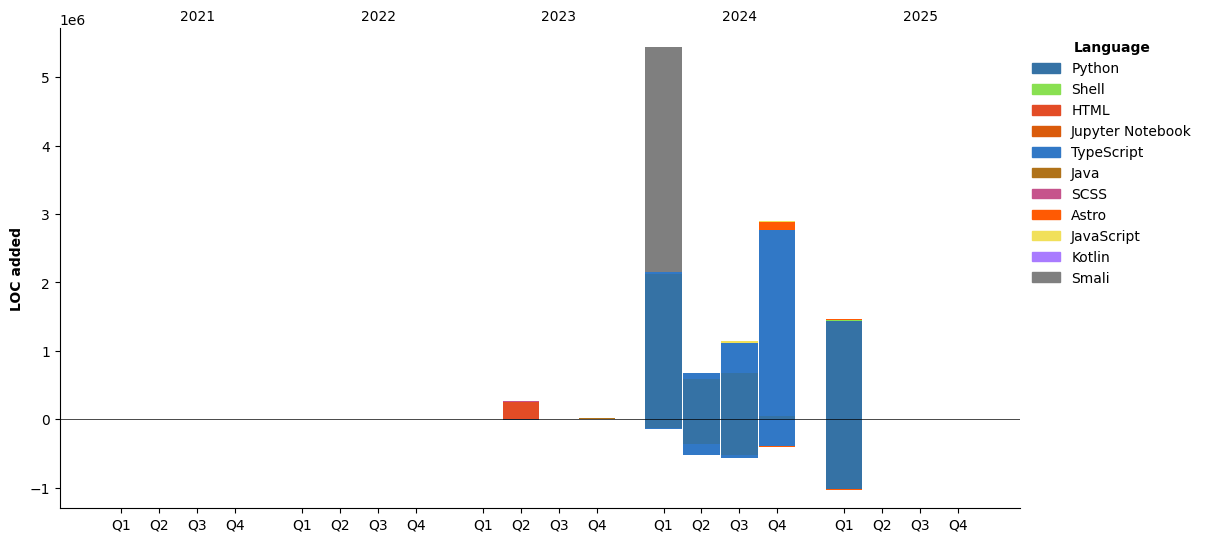 2021 2022 2023 2024 2025
1e6
Language
Python
Shell
HTML
Jupyter Notebook
TypeScript
Java
SCSS
Astro
JavaScript
Kotlin
Smali
LOC added
5
4
3
2
1
0
−1
Q1 Q2 Q3 Q4 Q1 Q2 Q3 Q4 Q1 Q2 Q3 Q4 Q1 Q2 Q3 Q4 Q1 Q2 Q3 Q4